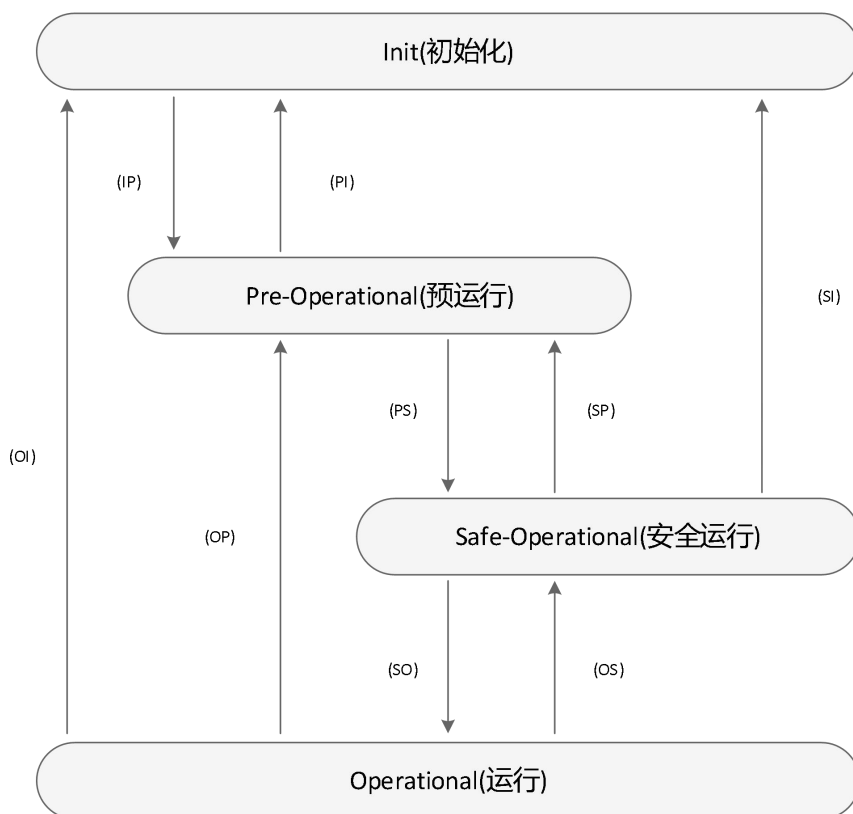 Init(初始化)
(IP)
(PI)
Pre-Operational(预运行)
(SI)
(PS)
(SP)
(OI)
(OP)
Safe-Operational(安全运行)
(SO)
(OS)
Operational(运行)